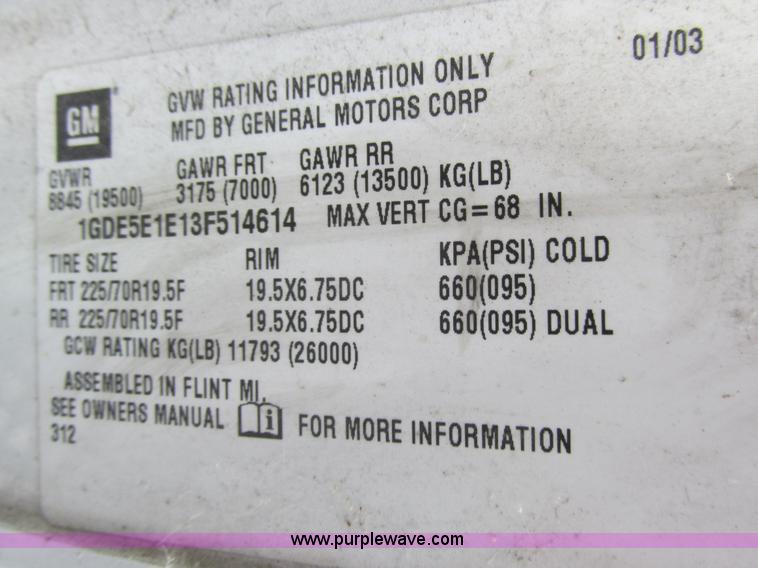 01/03
GM
GVW RATING INFORMATION ONLY
MFD BY GENERAL MOTORS CORP
GVWR GAWR FRT GAWR RR
8845 (19500) 3175 (7000) 6123 (13500) KG(LB)
1GDE5E1E13F514614 MAX VERT CG=68 IN.
TIRE SIZE RIM KPA(PSI) COLD
FRT 225/70R19.5F 19.5X6.75DC 660(095)
RR 225/70R19.5F 19.5X6.75DC 660(095) DUAL
GCW RATING KG(LB) 11793 (26000)
ASSEMBLED IN FLINT MI.
SEE OWNERS MANUAL i FOR MORE INFORMATION
312
www.purplewave.com